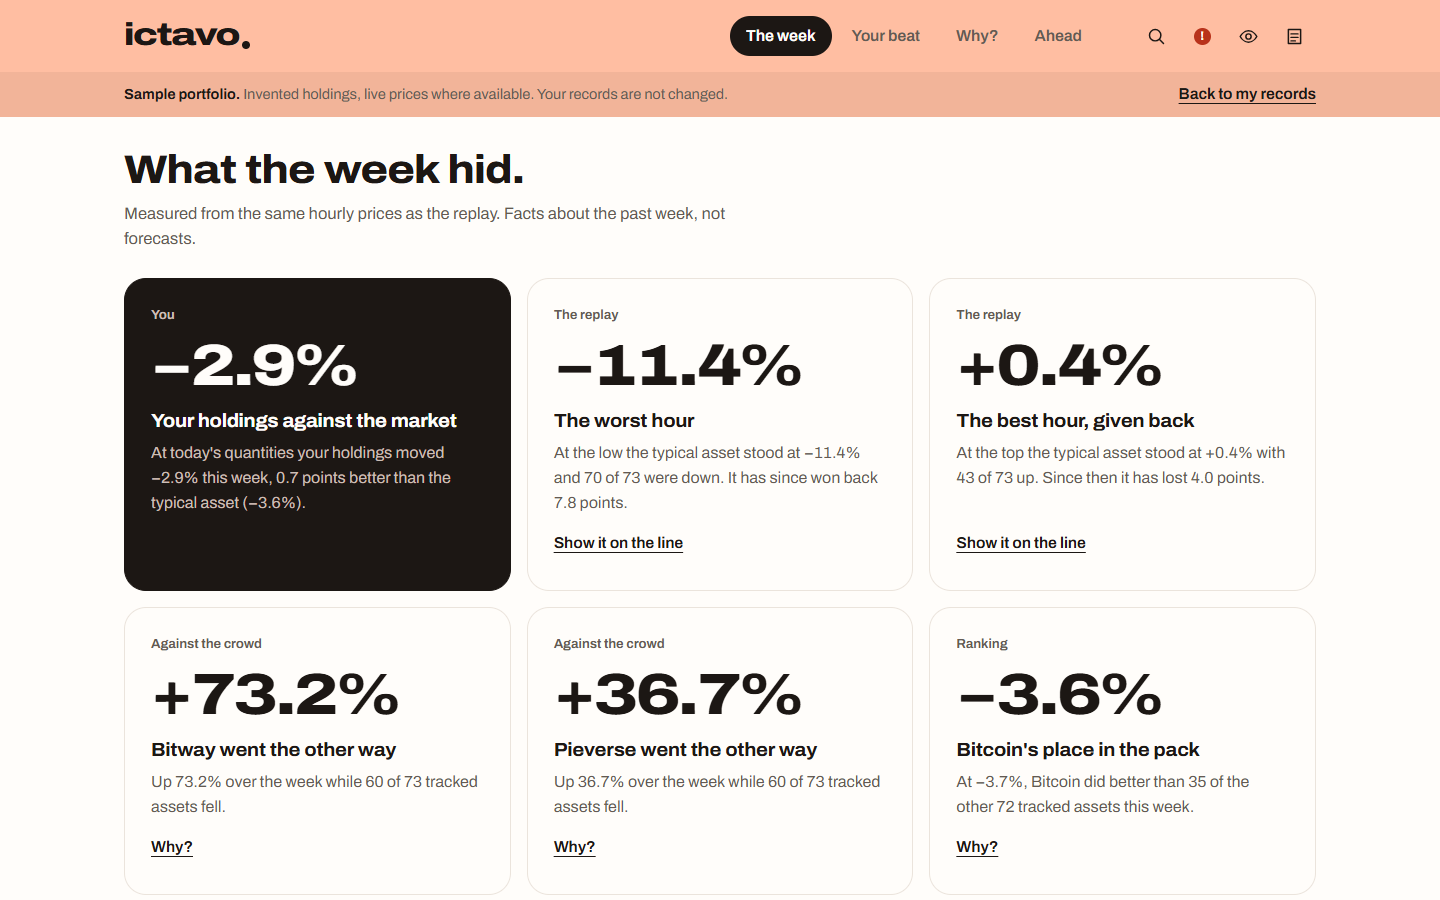 ictavo.
The week
Your beat
Why?
Ahead
Sample portfolio. Invented holdings, live prices where available. Your records are not changed.
Back to my records
What the week hid.
Measured from the same hourly prices as the replay. Facts about the past week, not
forecasts.
You
−2.9%
Your holdings against the market
At today's quantities your holdings moved
−2.9% this week, 0.7 points better than the
typical asset (−3.6%).
The replay
−11.4%
The worst hour
At the low the typical asset stood at −11.4%
and 70 of 73 were down. It has since won back
7.8 points.
Show it on the line
The replay
+0.4%
The best hour, given back
At the top the typical asset stood at +0.4% with
43 of 73 up. Since then it has lost 4.0 points.
Show it on the line
Against the crowd
+73.2%
Bitway went the other way
Up 73.2% over the week while 60 of 73 tracked
assets fell.
Why?
Against the crowd
+36.7%
Pieverse went the other way
Up 36.7% over the week while 60 of 73 tracked
assets fell.
Why?
Ranking
−3.6%
Bitcoin's place in the pack
At −3.7%, Bitcoin did better than 35 of the
other 72 tracked assets this week.
Why?